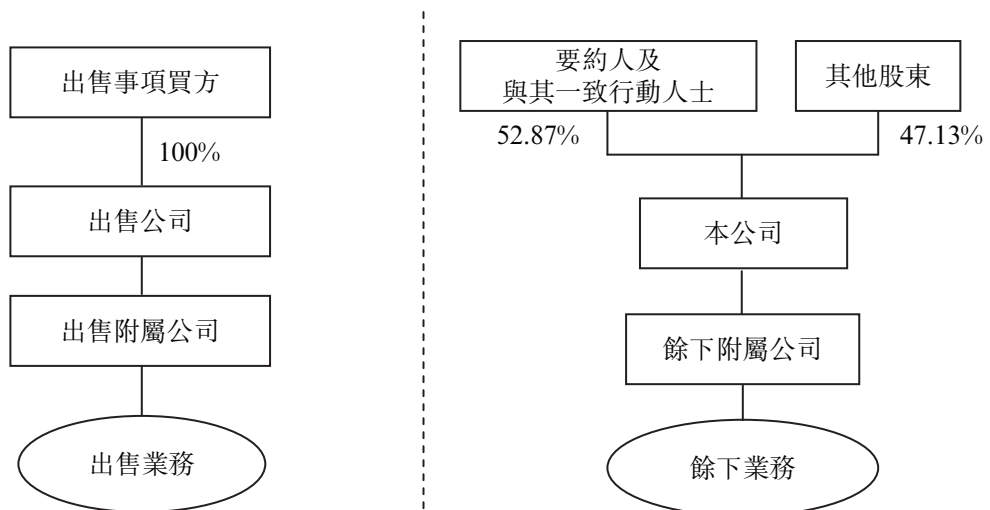 出售事項買方
100%
出售公司
出售附屬公司
出售業務
要約人及
與其一致行動人士
其他股東
52.87%
47.13%
本公司
餘下附屬公司
餘下業務